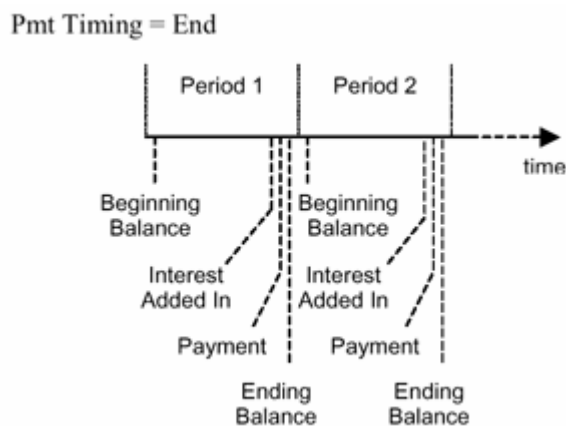 Pmt Timing = End
Period 1
Period 2
time
Beginning
Balance
Beginning
Balance
Interest
Added In
Interest
Added In
Payment
Payment
Ending
Balance
Ending
Balance